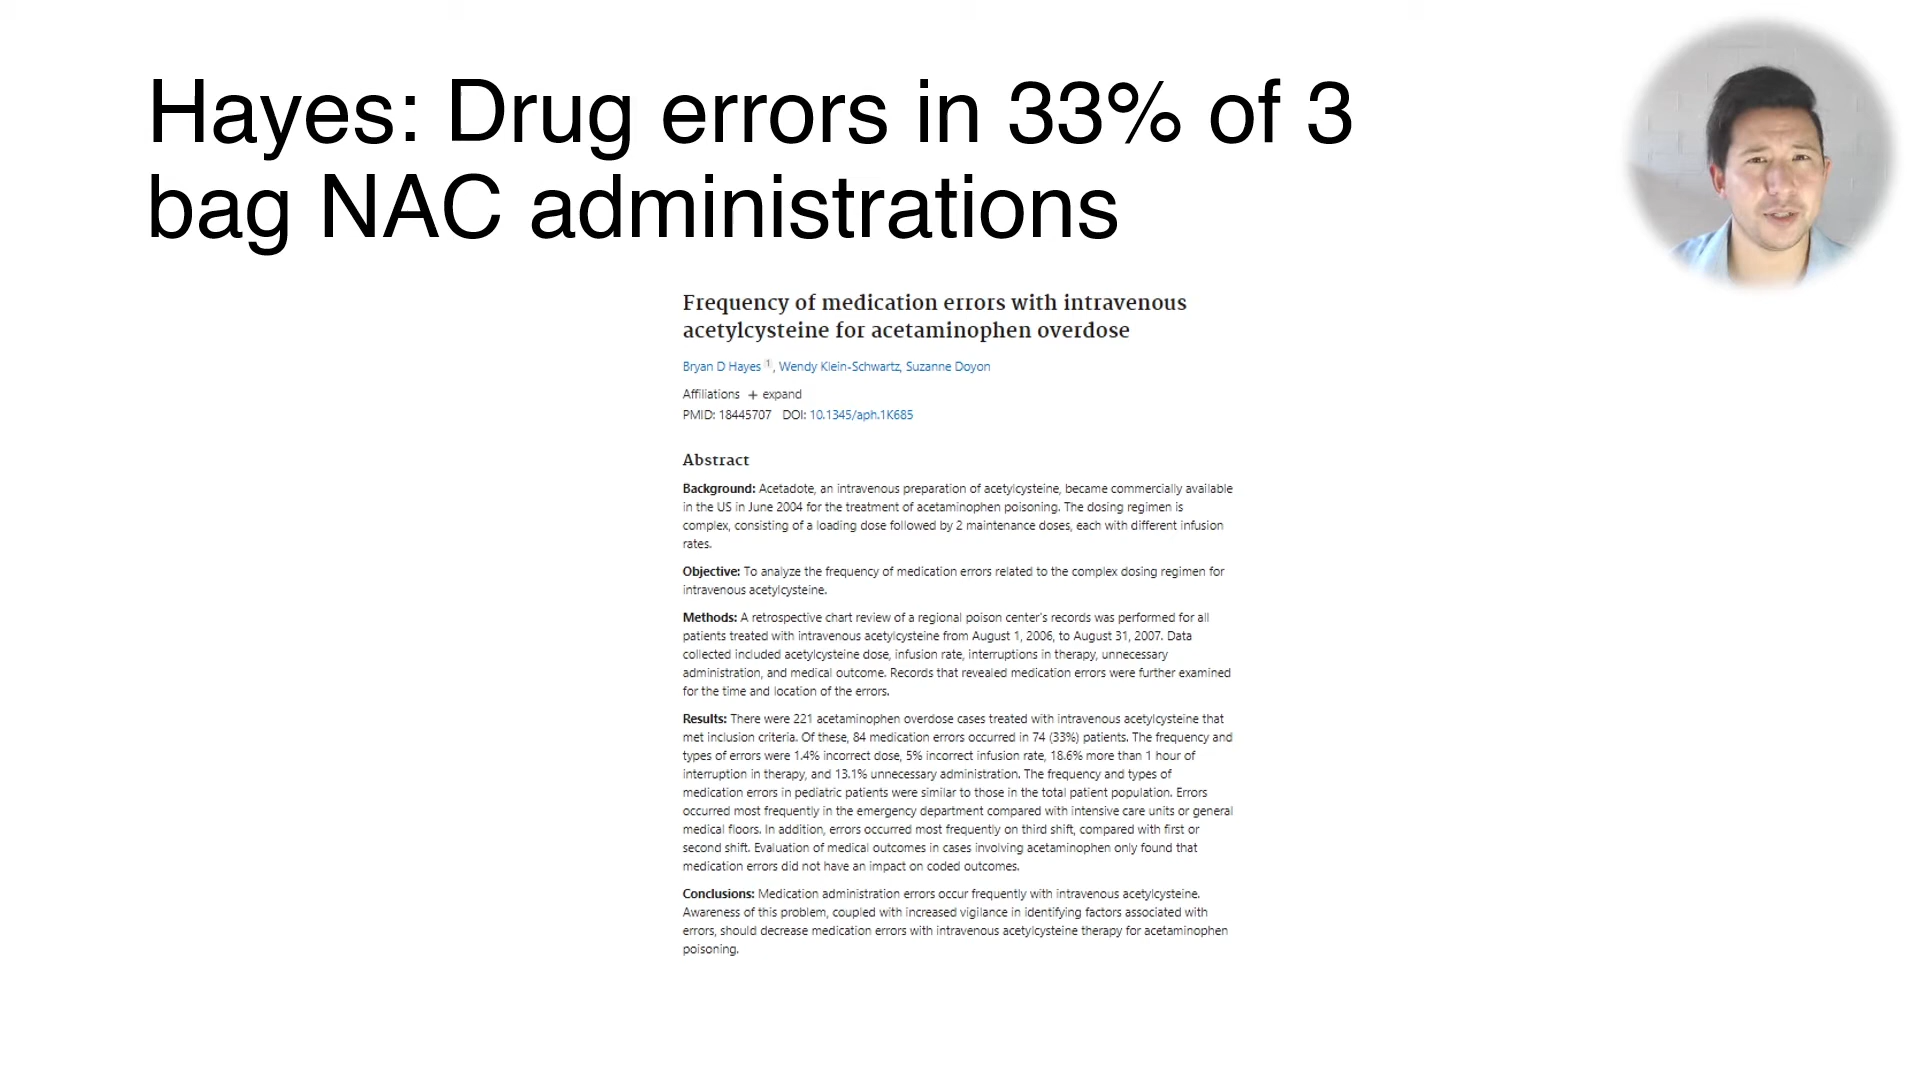 Hayes: Drug errors in 33% of 3
bag NAC administrations
Frequency of medication errors with intravenous
acetylcysteine for acetaminophen overdose
Bryan D Hayes 1, Wendy Klein-Schwartz, Suzanne Doyon
Affiliations + expand
PMID: 18445707 DOI: 10.1345/aph.1K685
Abstract
Background: Acetadote, an intravenous preparation of acetylcysteine, became commercially available
in the US in June 2004 for the treatment of acetaminophen poisoning. The dosing regimen is
complex, consisting of a loading dose followed by 2 maintenance doses, each with different infusion
rates.
Objective: To analyze the frequency of medication errors related to the complex dosing regimen for
intravenous acetylcysteine.
Methods: A retrospective chart review of a regional poison center's records was performed for all
patients treated with intravenous acetylcysteine from August 1, 2006, to August 31, 2007. Data
collected included acetylcysteine dose, infusion rate, interruptions in therapy, unnecessary
administration, and medical outcome. Records that revealed medication errors were further examined
for the time and location of the errors.
Results: There were 221 acetaminophen overdose cases treated with intravenous acetylcysteine that
met inclusion criteria. Of these, 84 medication errors occurred in 74 (33%) patients. The frequency and
types of errors were 1.4% incorrect dose, 5% incorrect infusion rate, 18.6% more than 1 hour of
interruption in therapy, and 13.1% unnecessary administration. The frequency and types of
medication errors in pediatric patients were similar to those in the total patient population. Errors
occurred most frequently in the emergency department compared with intensive care units or general
medical floors. In addition, errors occurred most frequently on third shift, compared with first or
second shift. Evaluation of medical outcomes in cases involving acetaminophen only found that
medication errors did not have an impact on coded outcomes.
Conclusions: Medication administration errors occur frequently with intravenous acetylcysteine.
Awareness of this problem, coupled with increased vigilance in identifying factors associated with
errors, should decrease medication errors with intravenous acetylcysteine therapy for acetaminophen
poisoning.